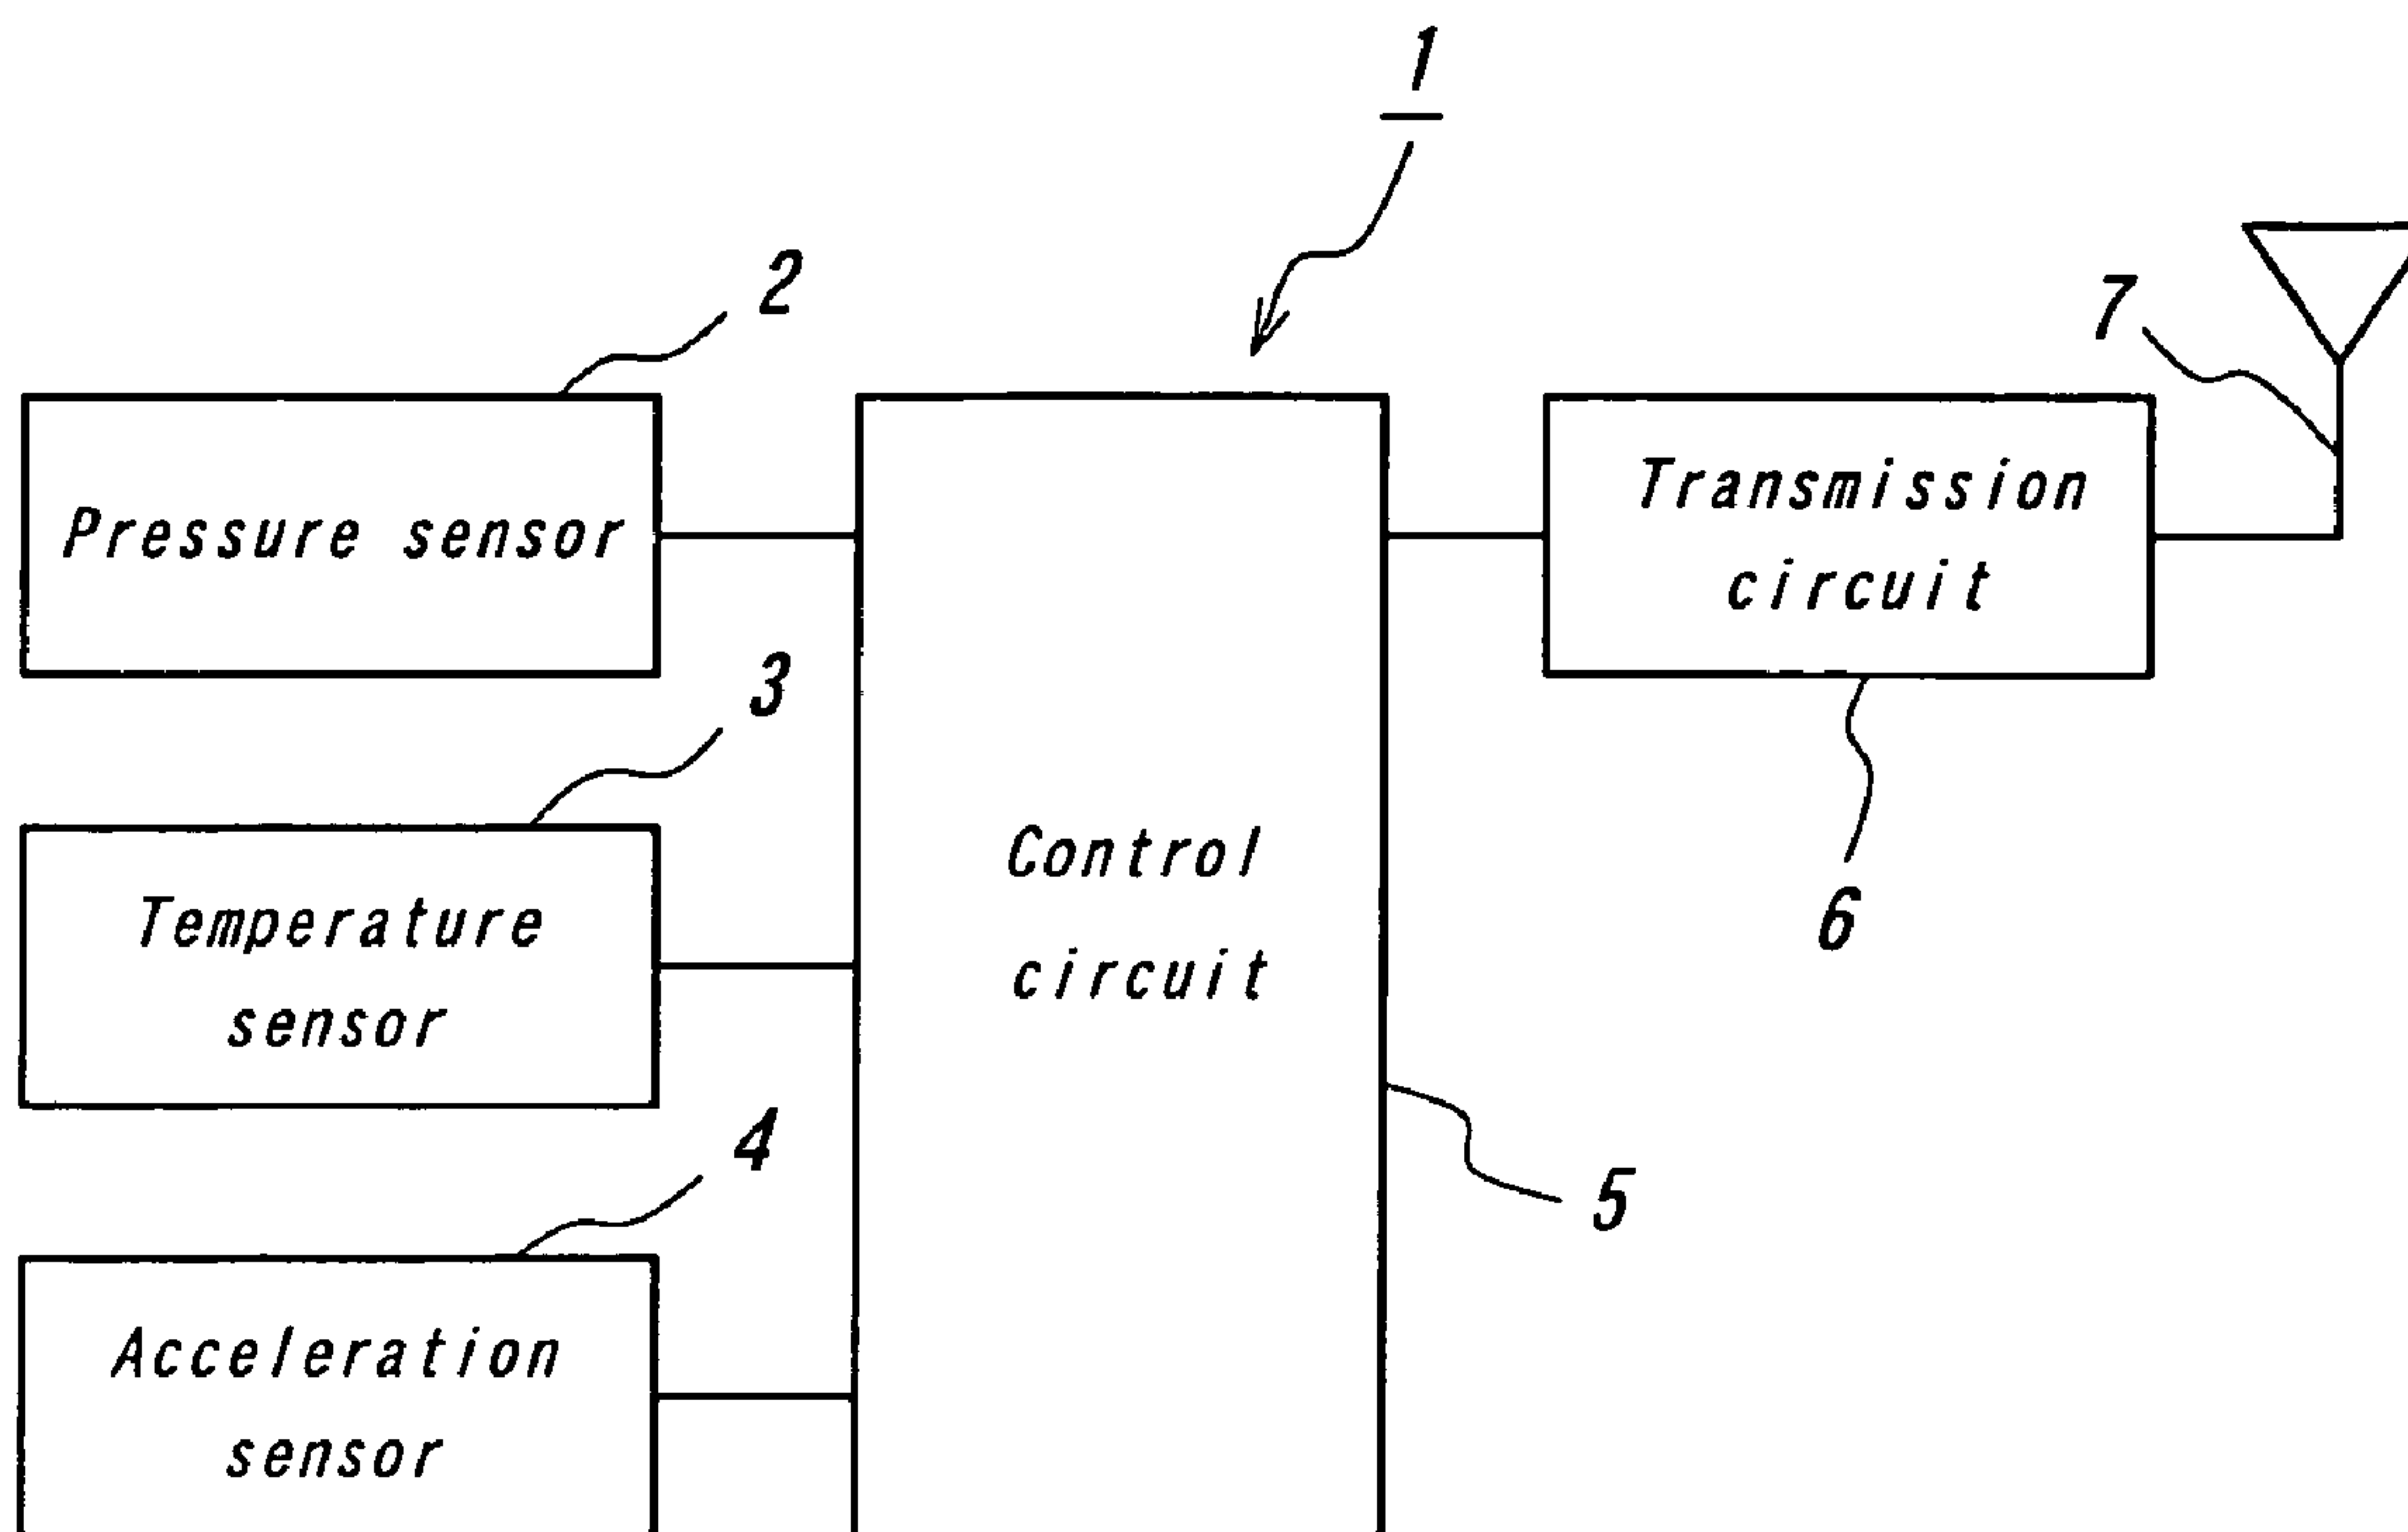 1
2
7
Pressure sensor
Transmission
circuit
3
Control
circuit
6
Temperature
sensor
4
5
Acceleration
sensor